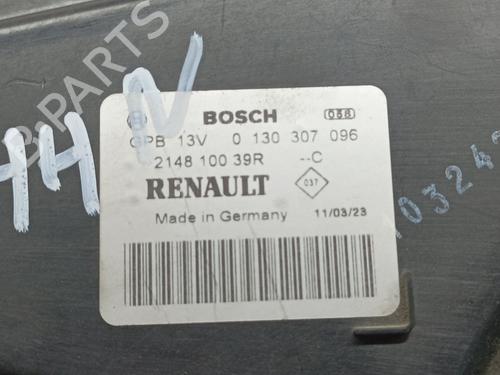 BOSCH 056
GPB 13V 0 130 307 096
2148 100 39R --C
RENAULT 037
Made in Germany 11/03/23
B-PARTS